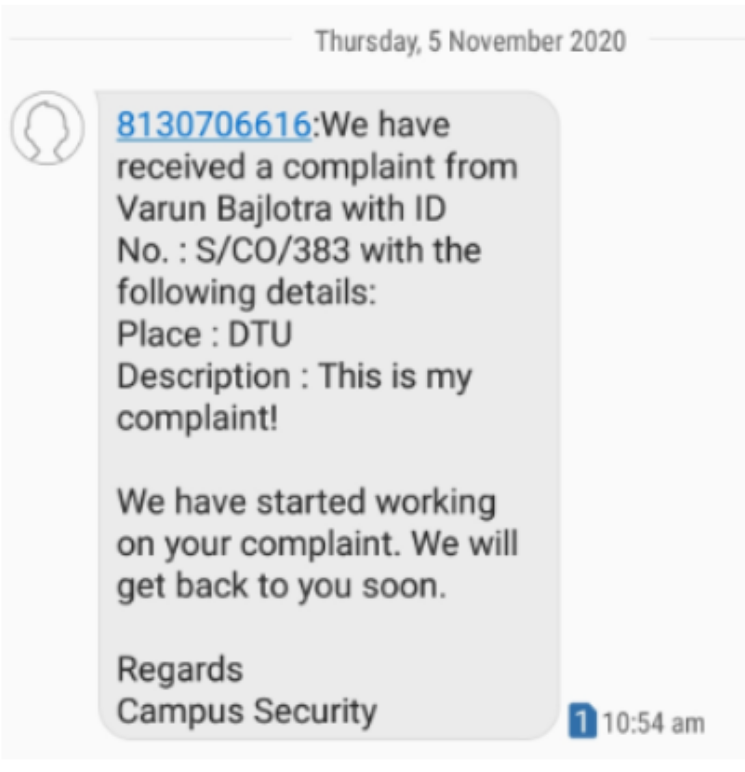 Thursday, 5 November 2020
8130706616:We have
received a complaint from
Varun Bajlotra with ID
No. : S/CO/383 with the
following details:
Place : DTU
Description : This is my
complaint!
We have started working
on your complaint. We will
get back to you soon.
Regards
Campus Security
1 10:54 am